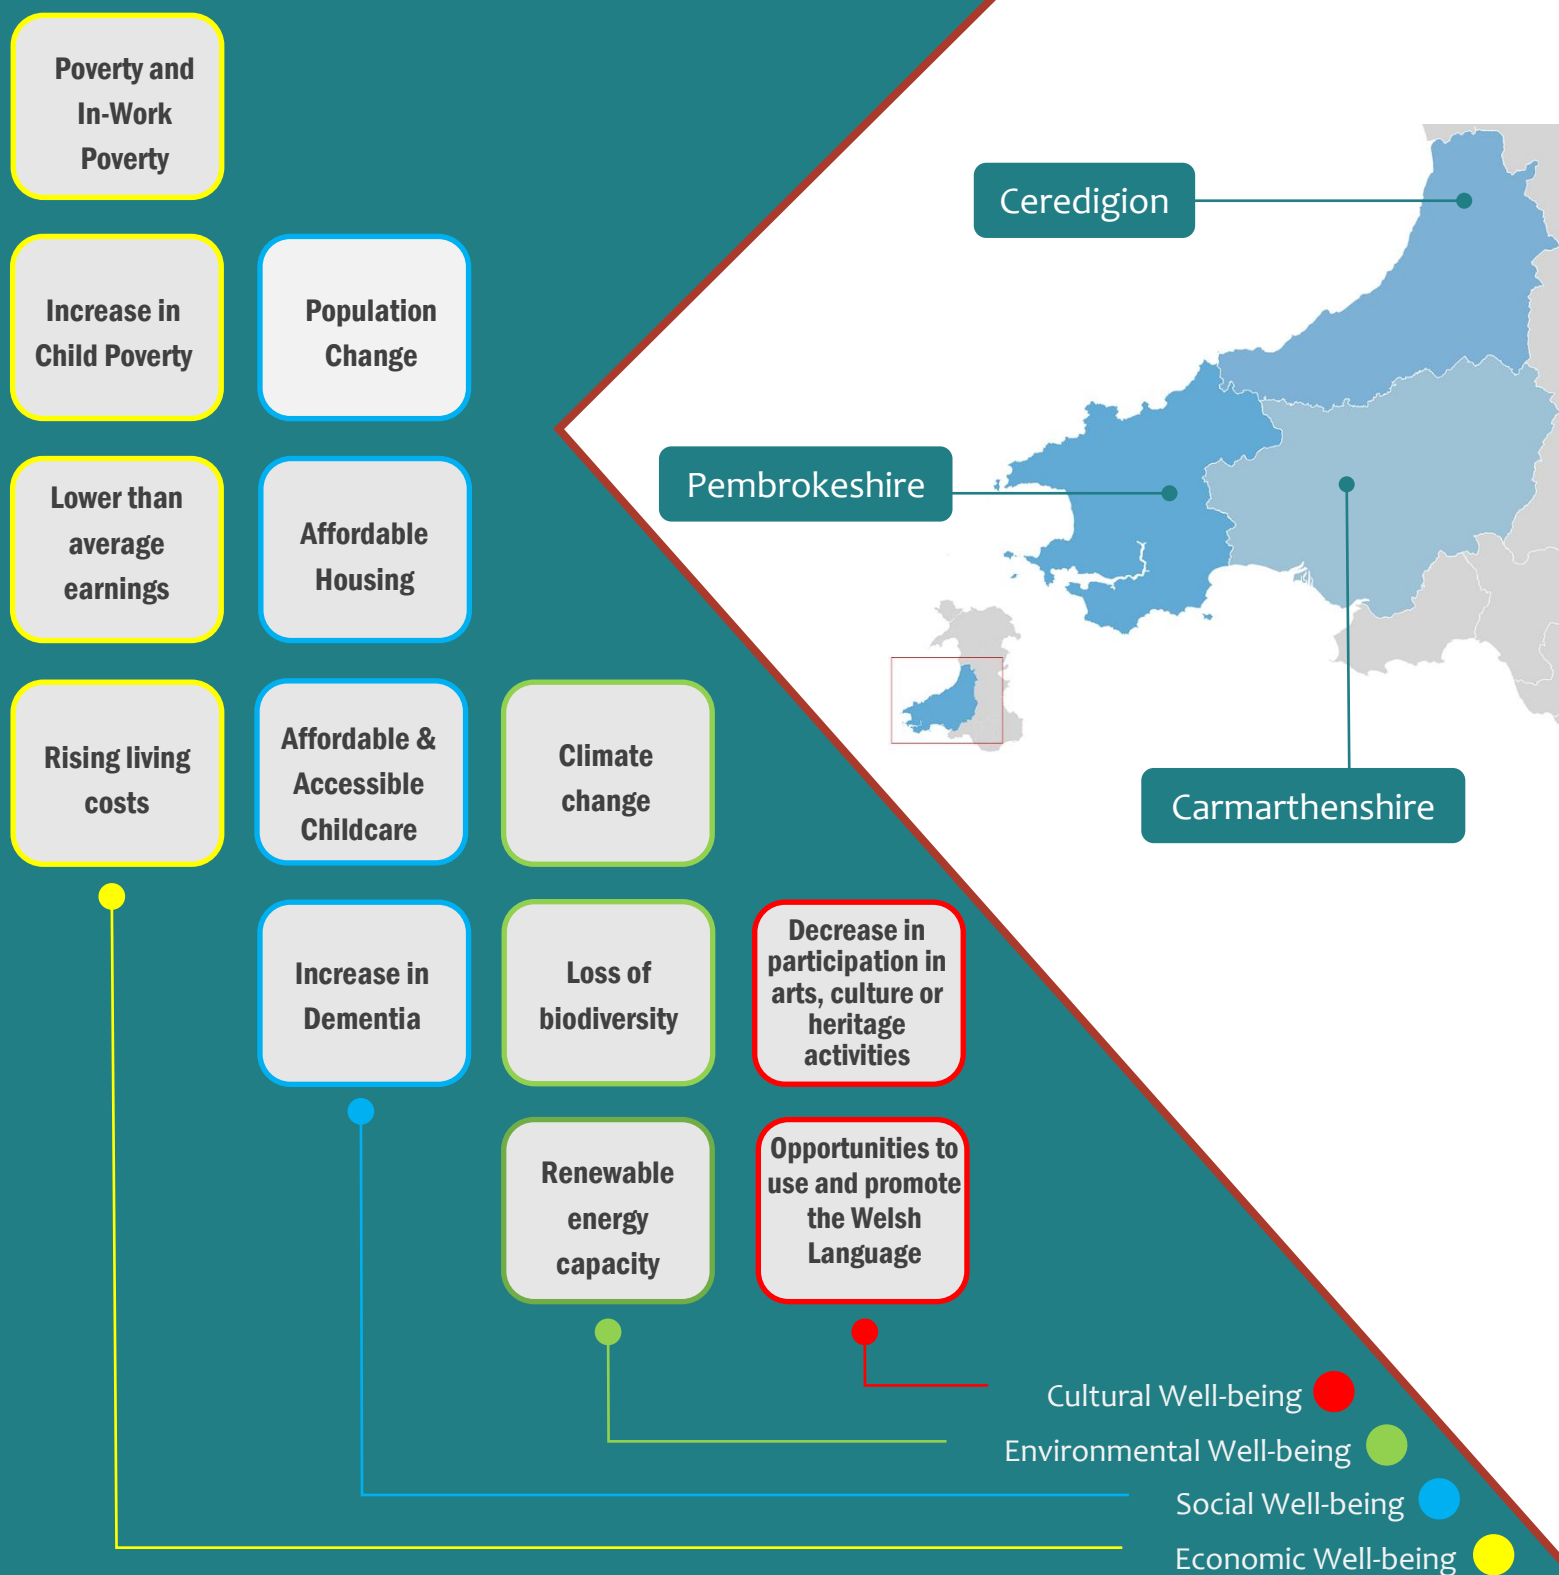 Poverty and
In-Work
Poverty
Increase in
Child Poverty
Population
Change
Lower than
average
earnings
Affordable
Housing
Rising living
costs
Affordable &
Accessible
Childcare
Climate
change
Increase in
Dementia
Loss of
biodiversity
Decrease in
participation in
arts, culture or
heritage
activities
Renewable
energy
capacity
Opportunities to
use and promote
the Welsh
Language
Ceredigion
Pembrokeshire
Carmarthenshire
Cultural Well-being
Environmental Well-being
Social Well-being
Economic Well-being